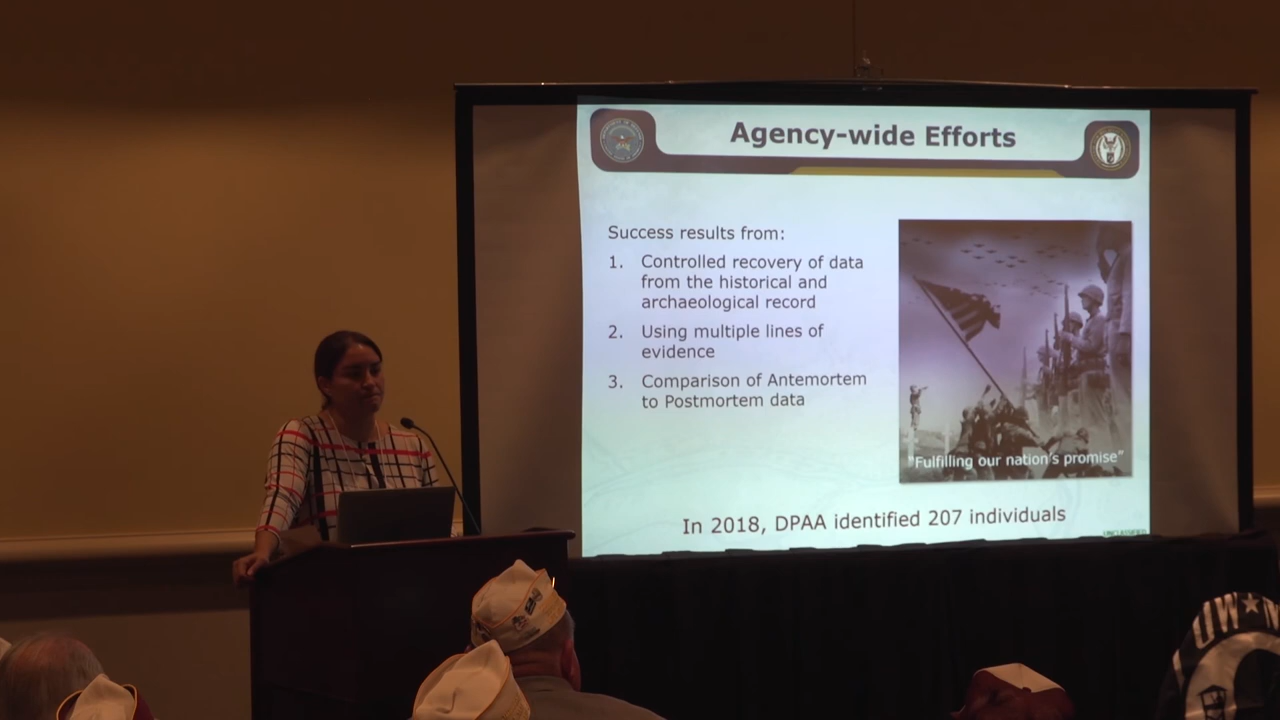 Agency-wide Efforts
Success results from:
1. Controlled recovery of data
from the historical and
archaeological record
2. Using multiple lines of
evidence
3. Comparison of Antemortem
to Postmortem data
"Fulfilling our nation's promise"
In 2018, DPAA identified 207 individuals
UNCLASSIFIED
OW★M